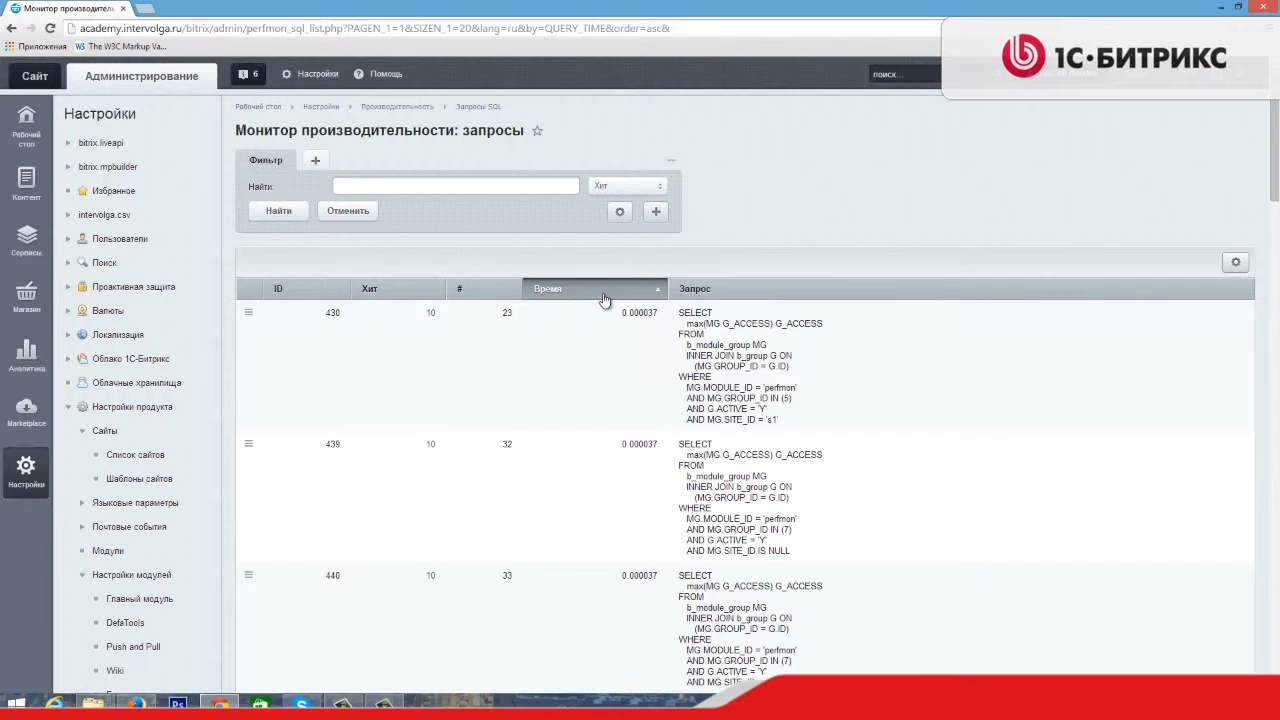 Монитор производитель
academy.intervolga.ru/bitrix/admin/perfmon_sql_list.php?PAGEN_1=1&SIZEN_1=20&lang=ru&by=QUERY_TIME&order=asc&
Приложения The W3C Markup Va...
1С·БИТРИКС
Сайт Администрирование 6 Настройки Помощь поиск...
Рабочий стол
Контент
Сервисы
Магазин
Аналитика
Marketplace
Настройки
Настройки
bitrix.liveapi
bitrix.mpbuilder
Избранное
intervolga.csv
Пользователи
Поиск
Проактивная защита
Валюты
Локализация
Облако 1С-Битрикс
Облачные хранилища
Настройки продукта
Сайты
Список сайтов
Шаблоны сайтов
Языковые параметры
Почтовые события
Модули
Настройки модулей
Главный модуль
DefaTools
Push and Pull
Wiki
Рабочий стол Настройки Производительность Запросы SQL
Монитор производительности: запросы
Фильтр
Найти: Хит
Найти Отменить
ID Хит # Время Запрос
430 10 23 0.000037 SELECT
max(MG.G_ACCESS) G_ACCESS
FROM
b_module_group MG
INNER JOIN b_group G ON
(MG.GROUP_ID = G.ID)
WHERE
MG.MODULE_ID = 'perfmon'
AND MG.GROUP_ID IN (5)
AND G.ACTIVE = 'Y'
AND MG.SITE_ID = 's1'
439 10 32 0.000037 SELECT
max(MG.G_ACCESS) G_ACCESS
FROM
b_module_group MG
INNER JOIN b_group G ON
(MG.GROUP_ID = G.ID)
WHERE
MG.MODULE_ID = 'perfmon'
AND MG.GROUP_ID IN (7)
AND G.ACTIVE = 'Y'
AND MG.SITE_ID IS NULL
440 10 33 0.000037 SELECT
max(MG.G_ACCESS) G_ACCESS
FROM
b_module_group MG
INNER JOIN b_group G ON
(MG.GROUP_ID = G.ID)
WHERE
MG.MODULE_ID = 'perfmon'
AND MG.GROUP_ID IN (7)
AND G.ACTIVE = 'Y'